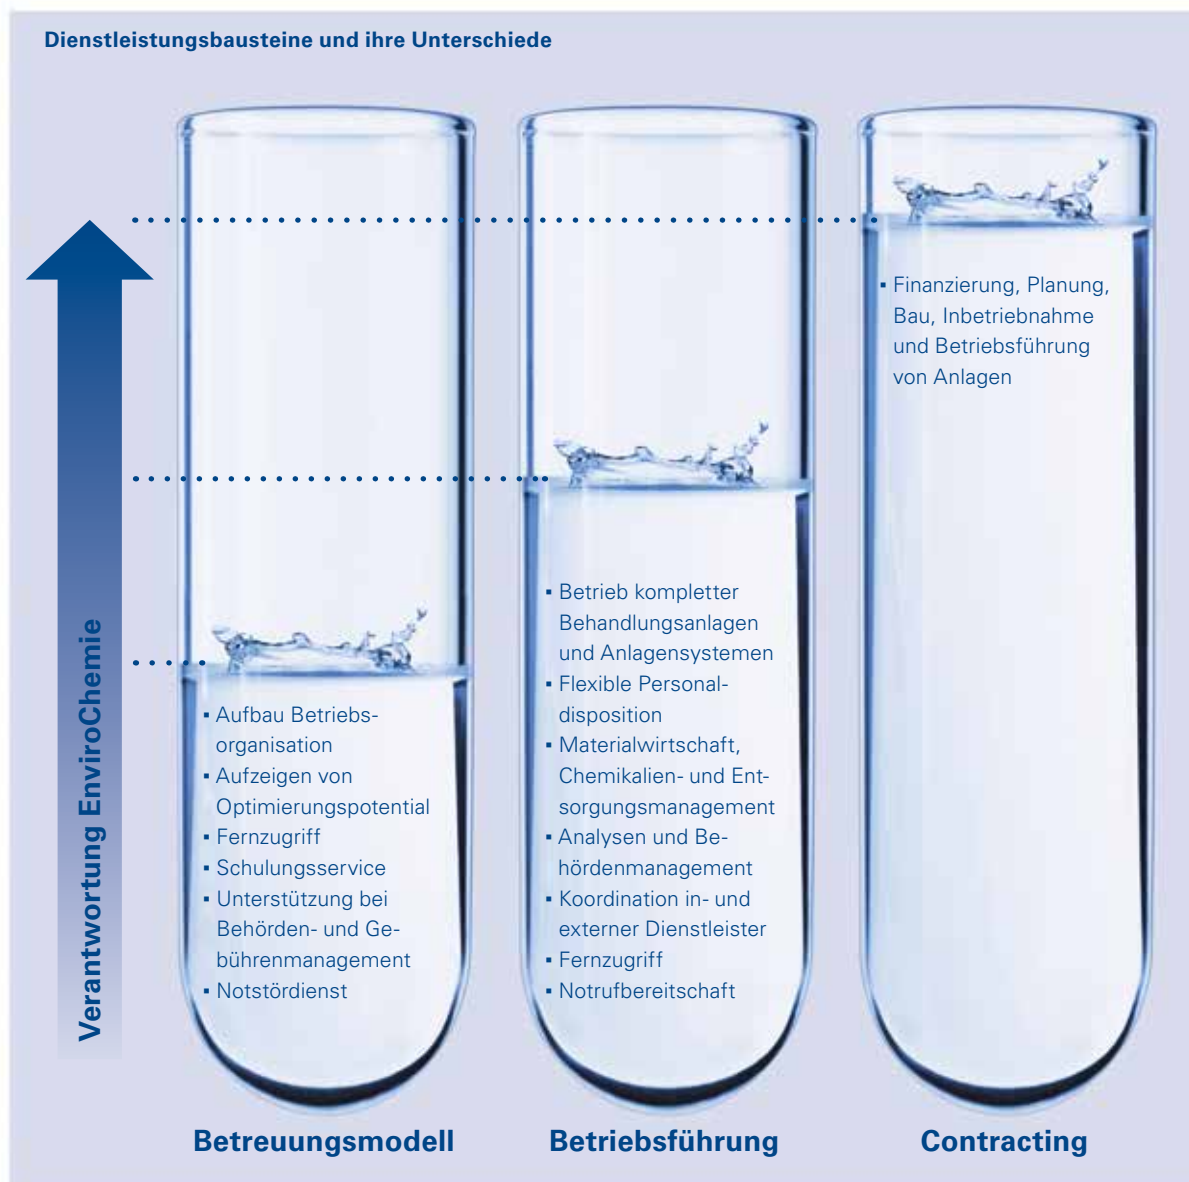 Dienstleistungsbausteine und ihre Unterschiede
Verantwortung EnviroChemie
▪ Aufbau Betriebs-
organisation
▪ Aufzeigen von
Optimierungspotential
▪ Fernzugriff
▪ Schulungsservice
▪ Unterstützung bei
Behörden- und Ge-
bührenmanagement
▪ Notstördienst
Betreuungsmodell
▪ Betrieb kompletter
Behandlungsanlagen
und Anlagensystemen
▪ Flexible Personal-
disposition
▪ Materialwirtschaft,
Chemikalien- und Ent-
sorgungsmanagement
▪ Analysen und Be-
hördenmanagement
▪ Koordination in- und
externer Dienstleister
▪ Fernzugriff
▪ Notrufbereitschaft
Betriebsführung
▪ Finanzierung, Planung,
Bau, Inbetriebnahme
und Betriebsführung
von Anlagen
Contracting